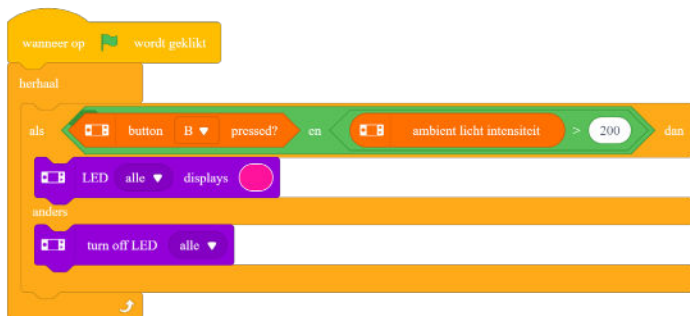 wanneer op wordt geklikt
herhaal
als button B pressed? en ambient licht intensiteit > 200 dan
LED alle displays
anders
turn off LED alle